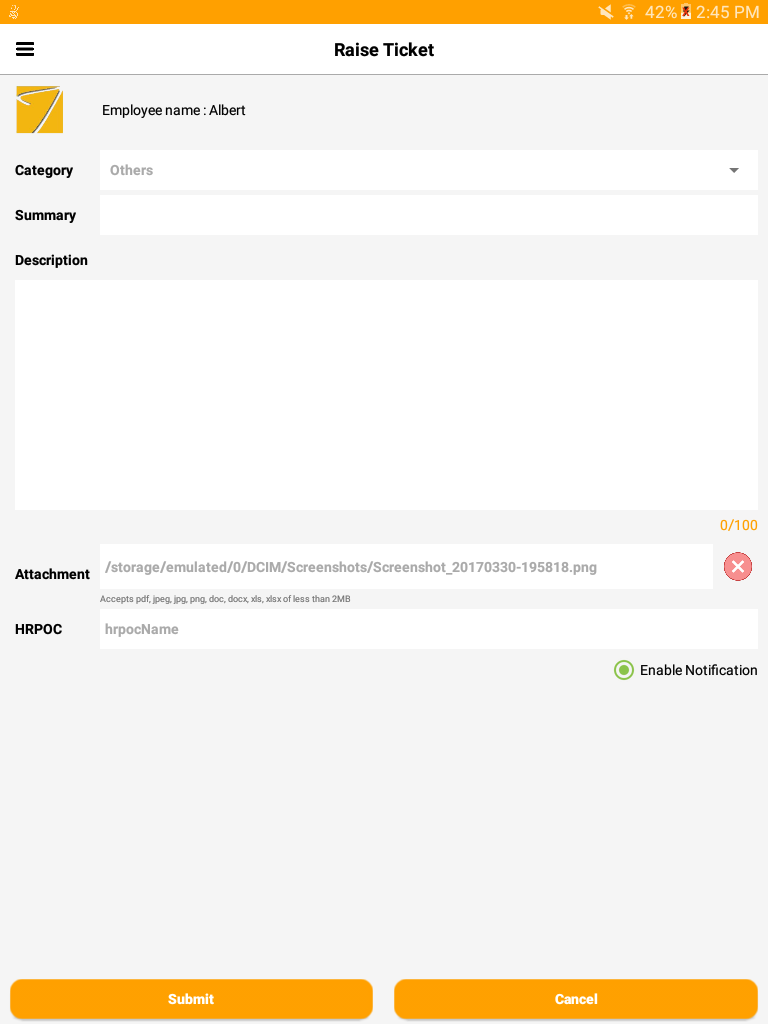 42% 2:45 PM
Raise Ticket
Employee name : Albert
Category Others
Summary
Description
0/100
Attachment /storage/emulated/0/DCIM/Screenshots/Screenshot_20170330-195818.png
Accepts pdf, jpeg, jpg, png, doc, docx, xls, xlsx of less than 2MB
HRPOC hrpocName
Enable Notification
Submit Cancel